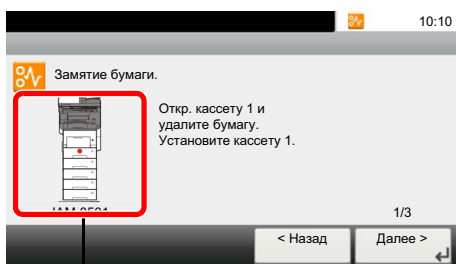 10:10
Замятие бумаги.
Откр. кассету 1 и
удалите бумагу.
Установите кассету 1.
1/3
< Назад
Далее >